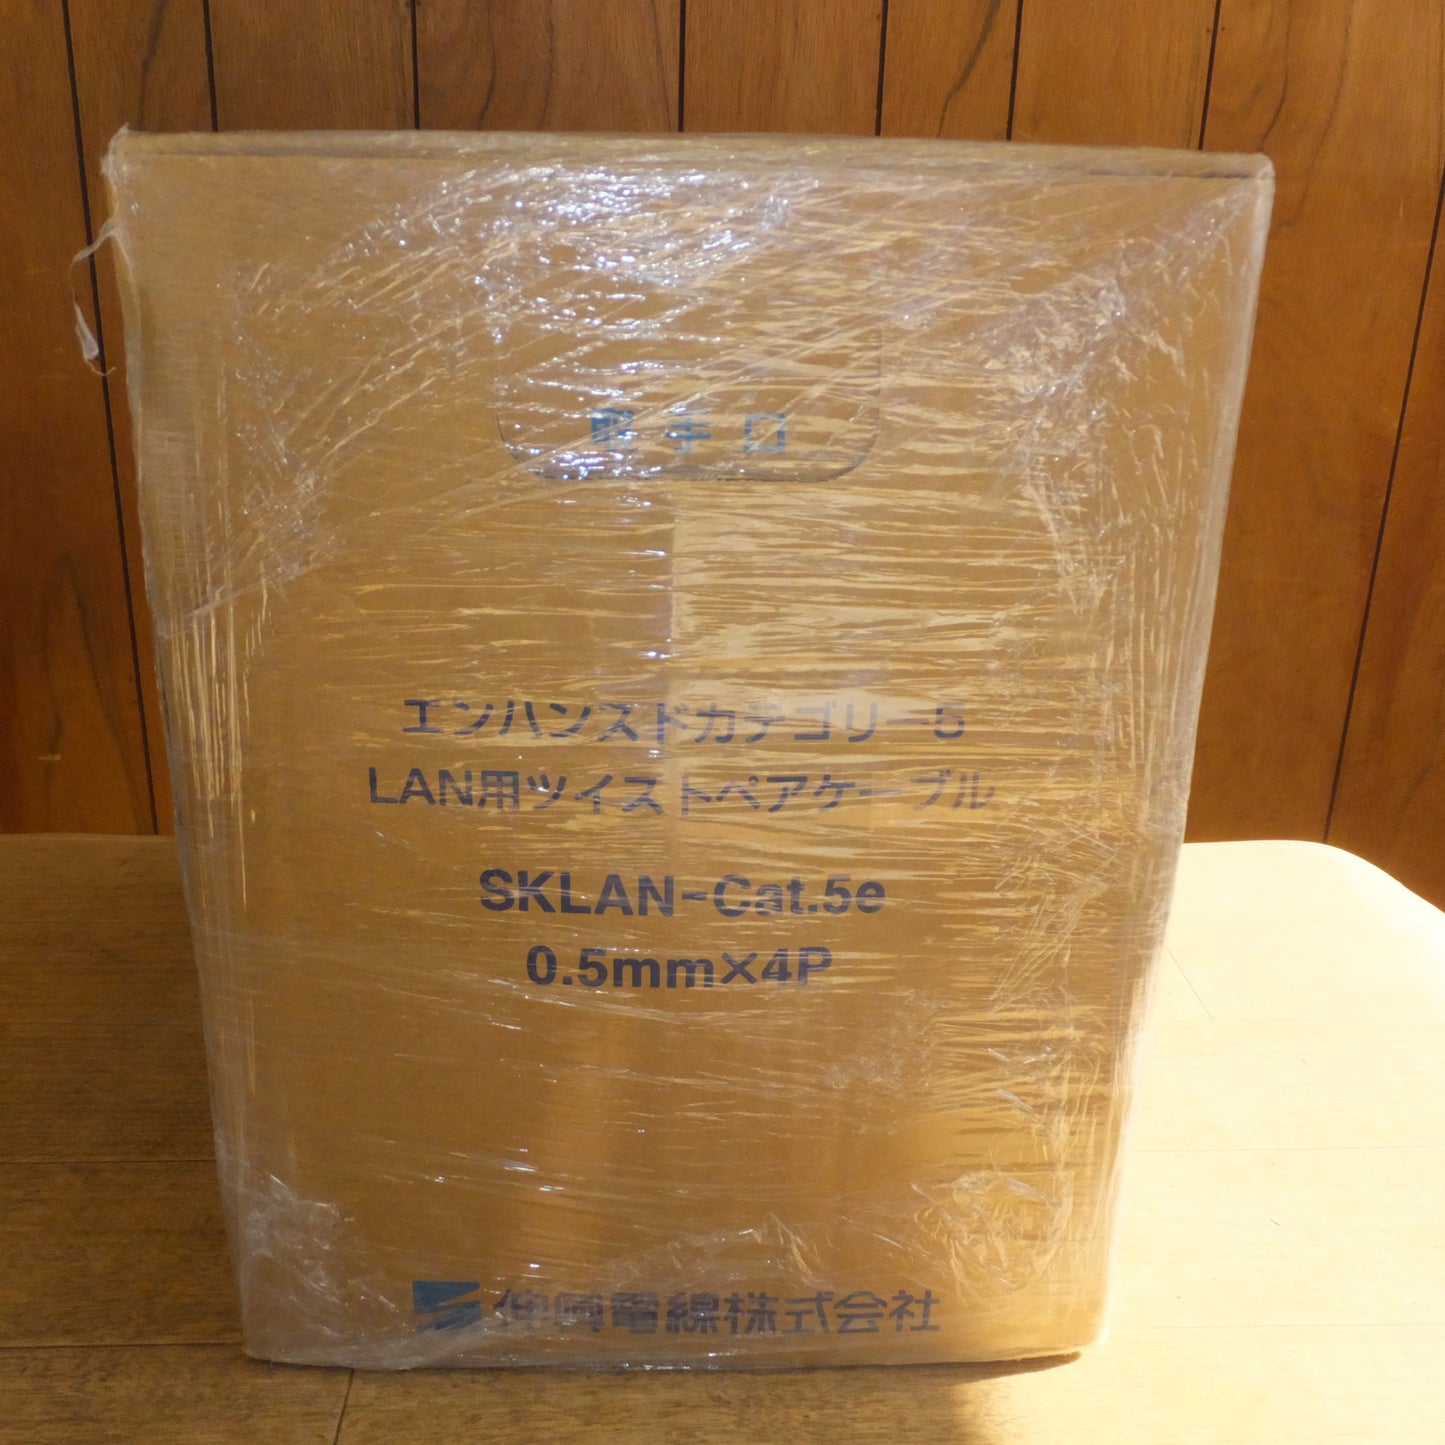 取手口
エンハンスドカテゴリー5
LAN用ツイストペアケーブル
SKLAN-Cat.5e
0.5mm×4P
伸興電線株式会社